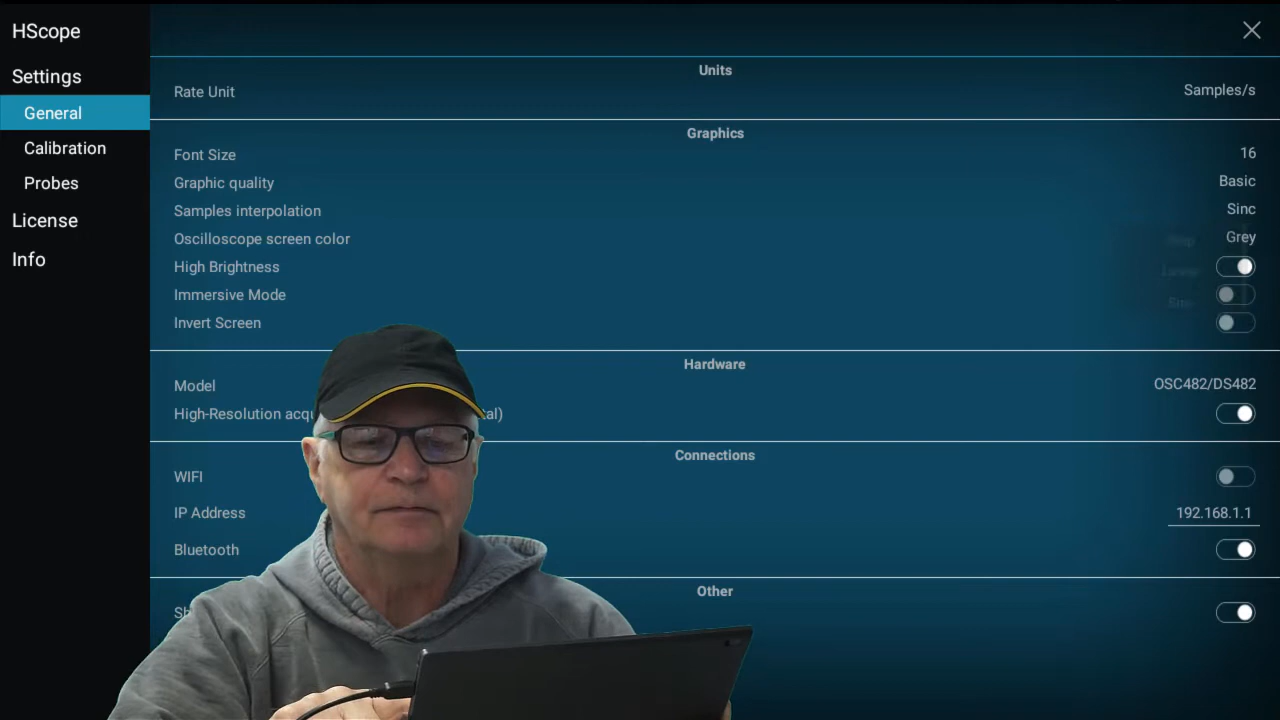 HScope
Settings
General
Calibration
Probes
License
Info
Units
Rate Unit Samples/s
Graphics
Font Size 16
Graphic quality Basic
Samples interpolation Sinc
Oscilloscope screen color Grey
High Brightness
Immersive Mode
Invert Screen
Hardware
Model OSC482/DS482
High-Resolution
Connections
WIFI
IP Address 192.168.1.1
Bluetooth
Other